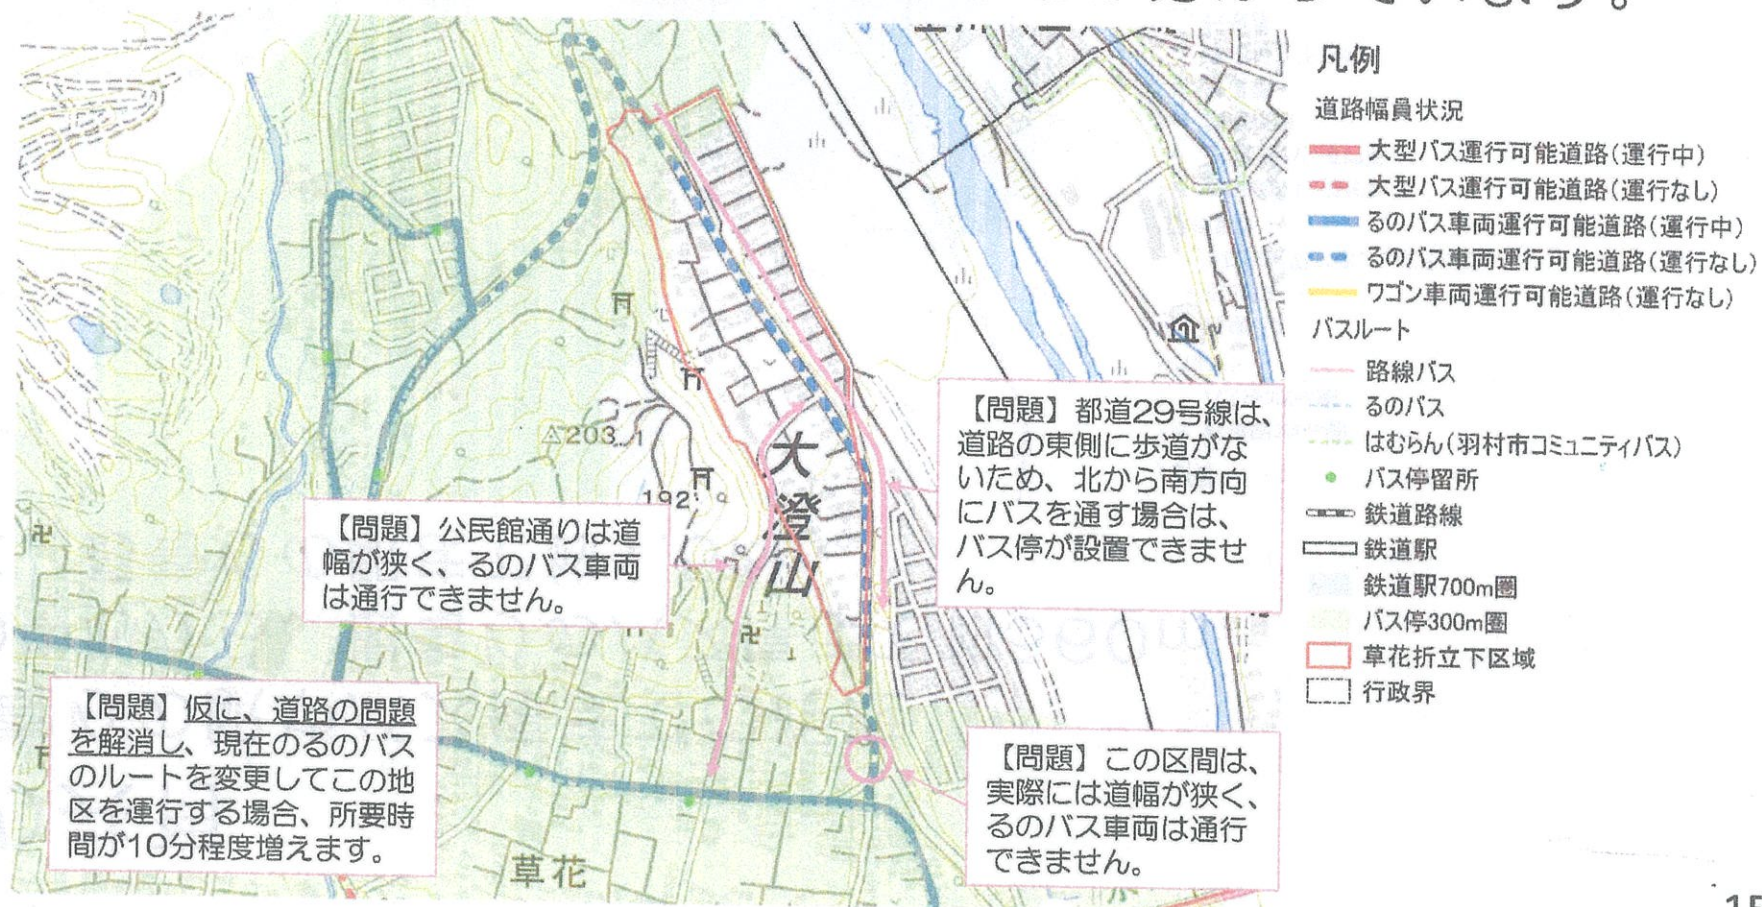 凡例
道路幅員状況
大型バス運行可能道路(運行中)
大型バス運行可能道路(運行なし)
るのバス車両運行可能道路(運行中)
るのバス車両運行可能道路(運行なし)
ワゴン車両運行可能道路(運行なし)
バスルート
路線バス
るのバス
はむらん(羽村市コミュニティバス)
バス停留所
鉄道路線
鉄道駅
鉄道駅700m圏
バス停300m圏
草花折立下区域
行政界
203.1
192
大澄山
【問題】都道29号線は、
道路の東側に歩道がな
いため、北から南方向
にバスを通す場合は、
バス停が設置できませ
ん。
【問題】公民館通りは道
幅が狭く、るのバス車両
は通行できません。
【問題】仮に、道路の問題
を解消し、現在のるのバス
のルートを変更してこの地
区を運行する場合、所要時
間が10分程度増えます。
【問題】この区間は、
実際には道幅が狭く、
るのバス車両は通行
できません。
草花